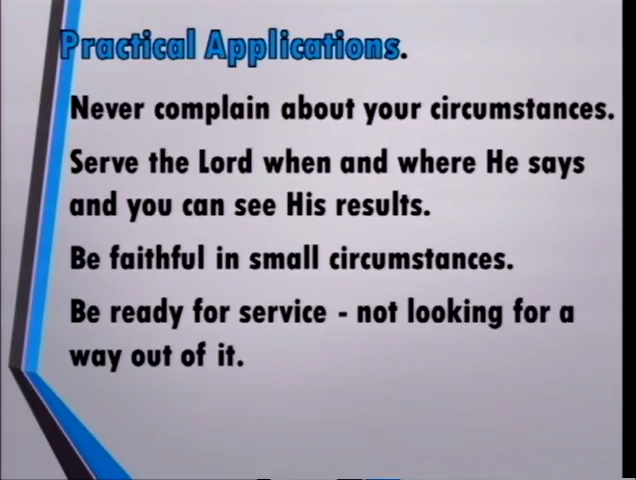 Practical Applications.
Never complain about your circumstances.
Serve the Lord when and where He says
and you can see His results.
Be faithful in small circumstances.
Be ready for service - not looking for a
way out of it.